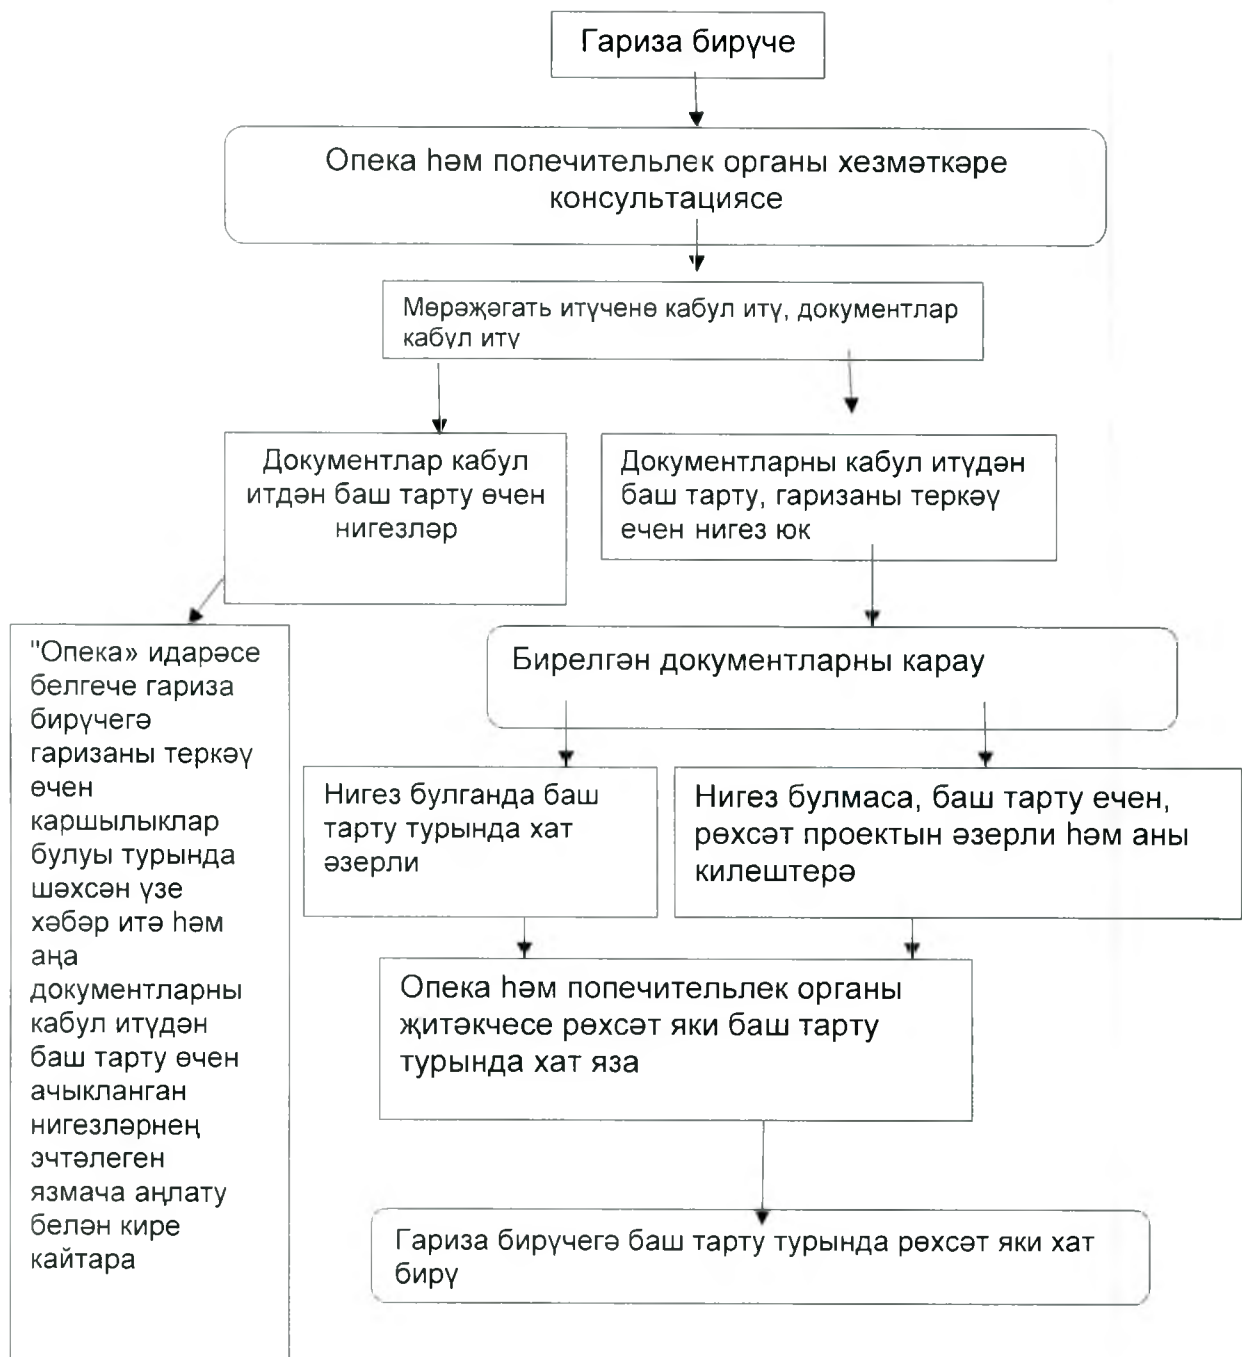 Гариза бирүче
Опека һәм попечительлек органы хезмәткәре
консультациясе
Мөрәҗәгать итүчене кабул итү, документлар
кабул итү
Документлар кабул
итдән баш тарту өчен
нигезләр
Документларны кабул итүдән
баш тарту, гаризаны теркәү
ечен нигез юк
"Опека» идарәсе
белгече гариза
бирүчегә
гаризаны теркәү
өчен
каршылыклар
булуы турында
шәхсән үзе
хәбәр итә һәм
аңа
документларны
кабул итүдән
баш тарту өчен
ачыкланган
нигезләрнең
эчтәлеген
язмача аңлату
белән кире
кайтара
Бирелгән документларны карау
Нигез булганда баш
тарту турында хат
әзерли
Нигез булмаса, баш тарту ечен,
рөхсәт проектын әзерли һәм аны
килештерә
Опека һәм попечительлек органы
җитәкчесе рөхсәт яки баш тарту
турында хат яза
Гариза бирүчегә баш тарту турында рөхсәт яки хат
бирү